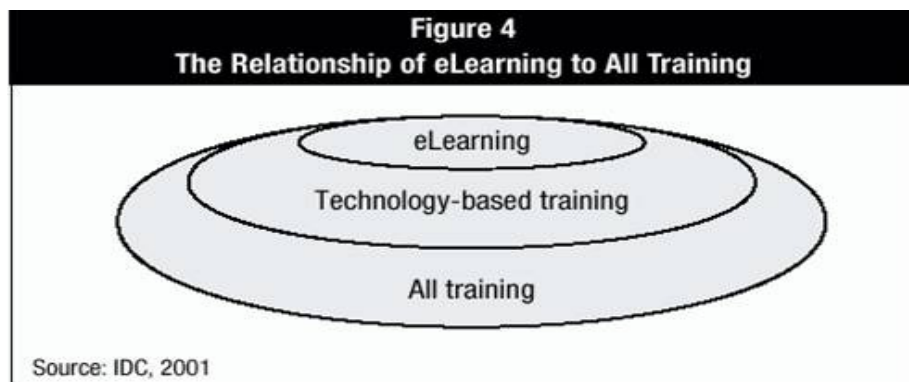 Figure 4
The Relationship of eLearning to All Training
eLearning
Technology-based training
All training
Source: IDC, 2001